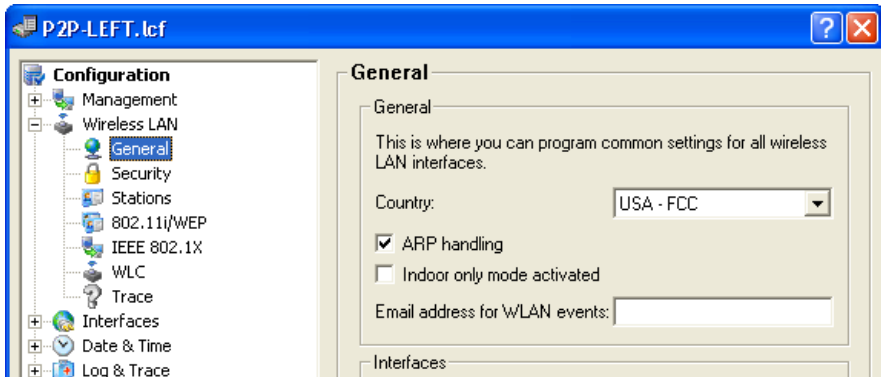 P2P-LEFT.lcf
Configuration
Management
Wireless LAN
General
Security
Stations
802.11i/WEP
IEEE 802.1X
WLC
Trace
Interfaces
Date & Time
Log & Trace
General
General
This is where you can program common settings for all wireless
LAN interfaces.
Country: USA - FCC
ARP handling
Indoor only mode activated
Email address for WLAN events:
Interfaces